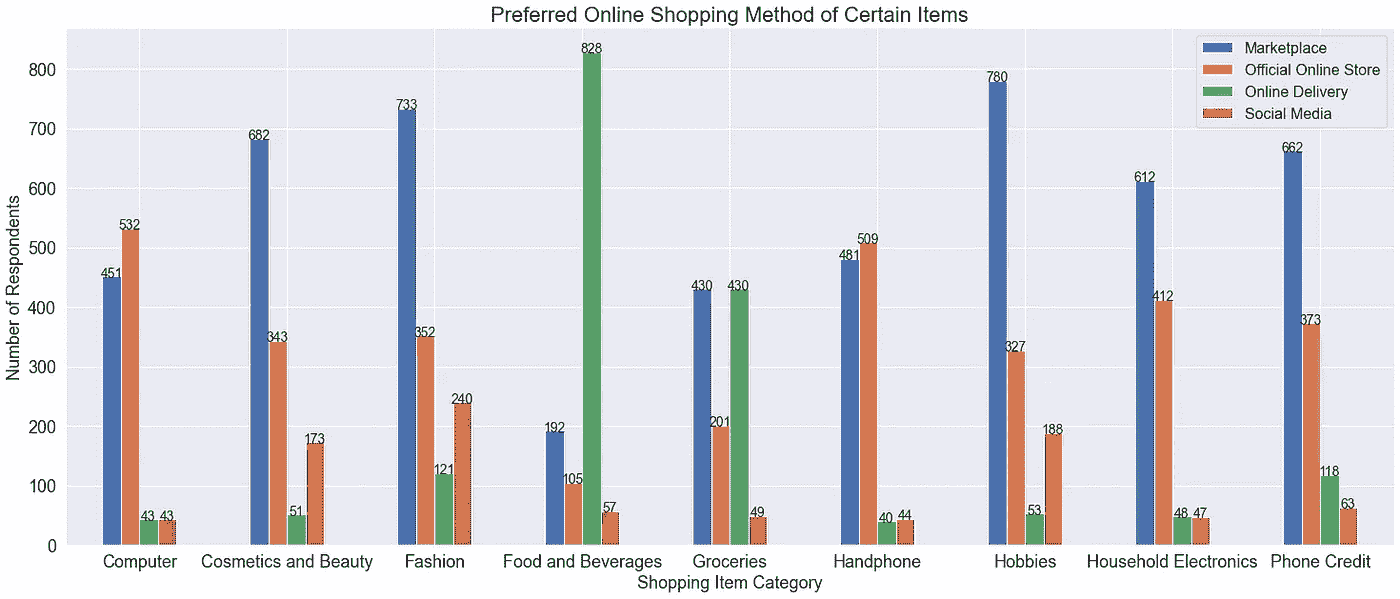 Preferred Online Shopping Method of Certain Items
Marketplace
Official Online Store
Online Delivery
Social Media
Number of Respondents
800
700
600
500
400
300
200
100
0
451
532
43
43
682
343
51
173
733
352
121
240
192
105
828
57
430
201
430
49
481
509
40
44
780
327
53
188
612
412
48
47
662
373
118
63
Computer
Cosmetics and Beauty
Fashion
Food and Beverages
Groceries
Handphone
Hobbies
Household Electronics
Phone Credit
Shopping Item Category